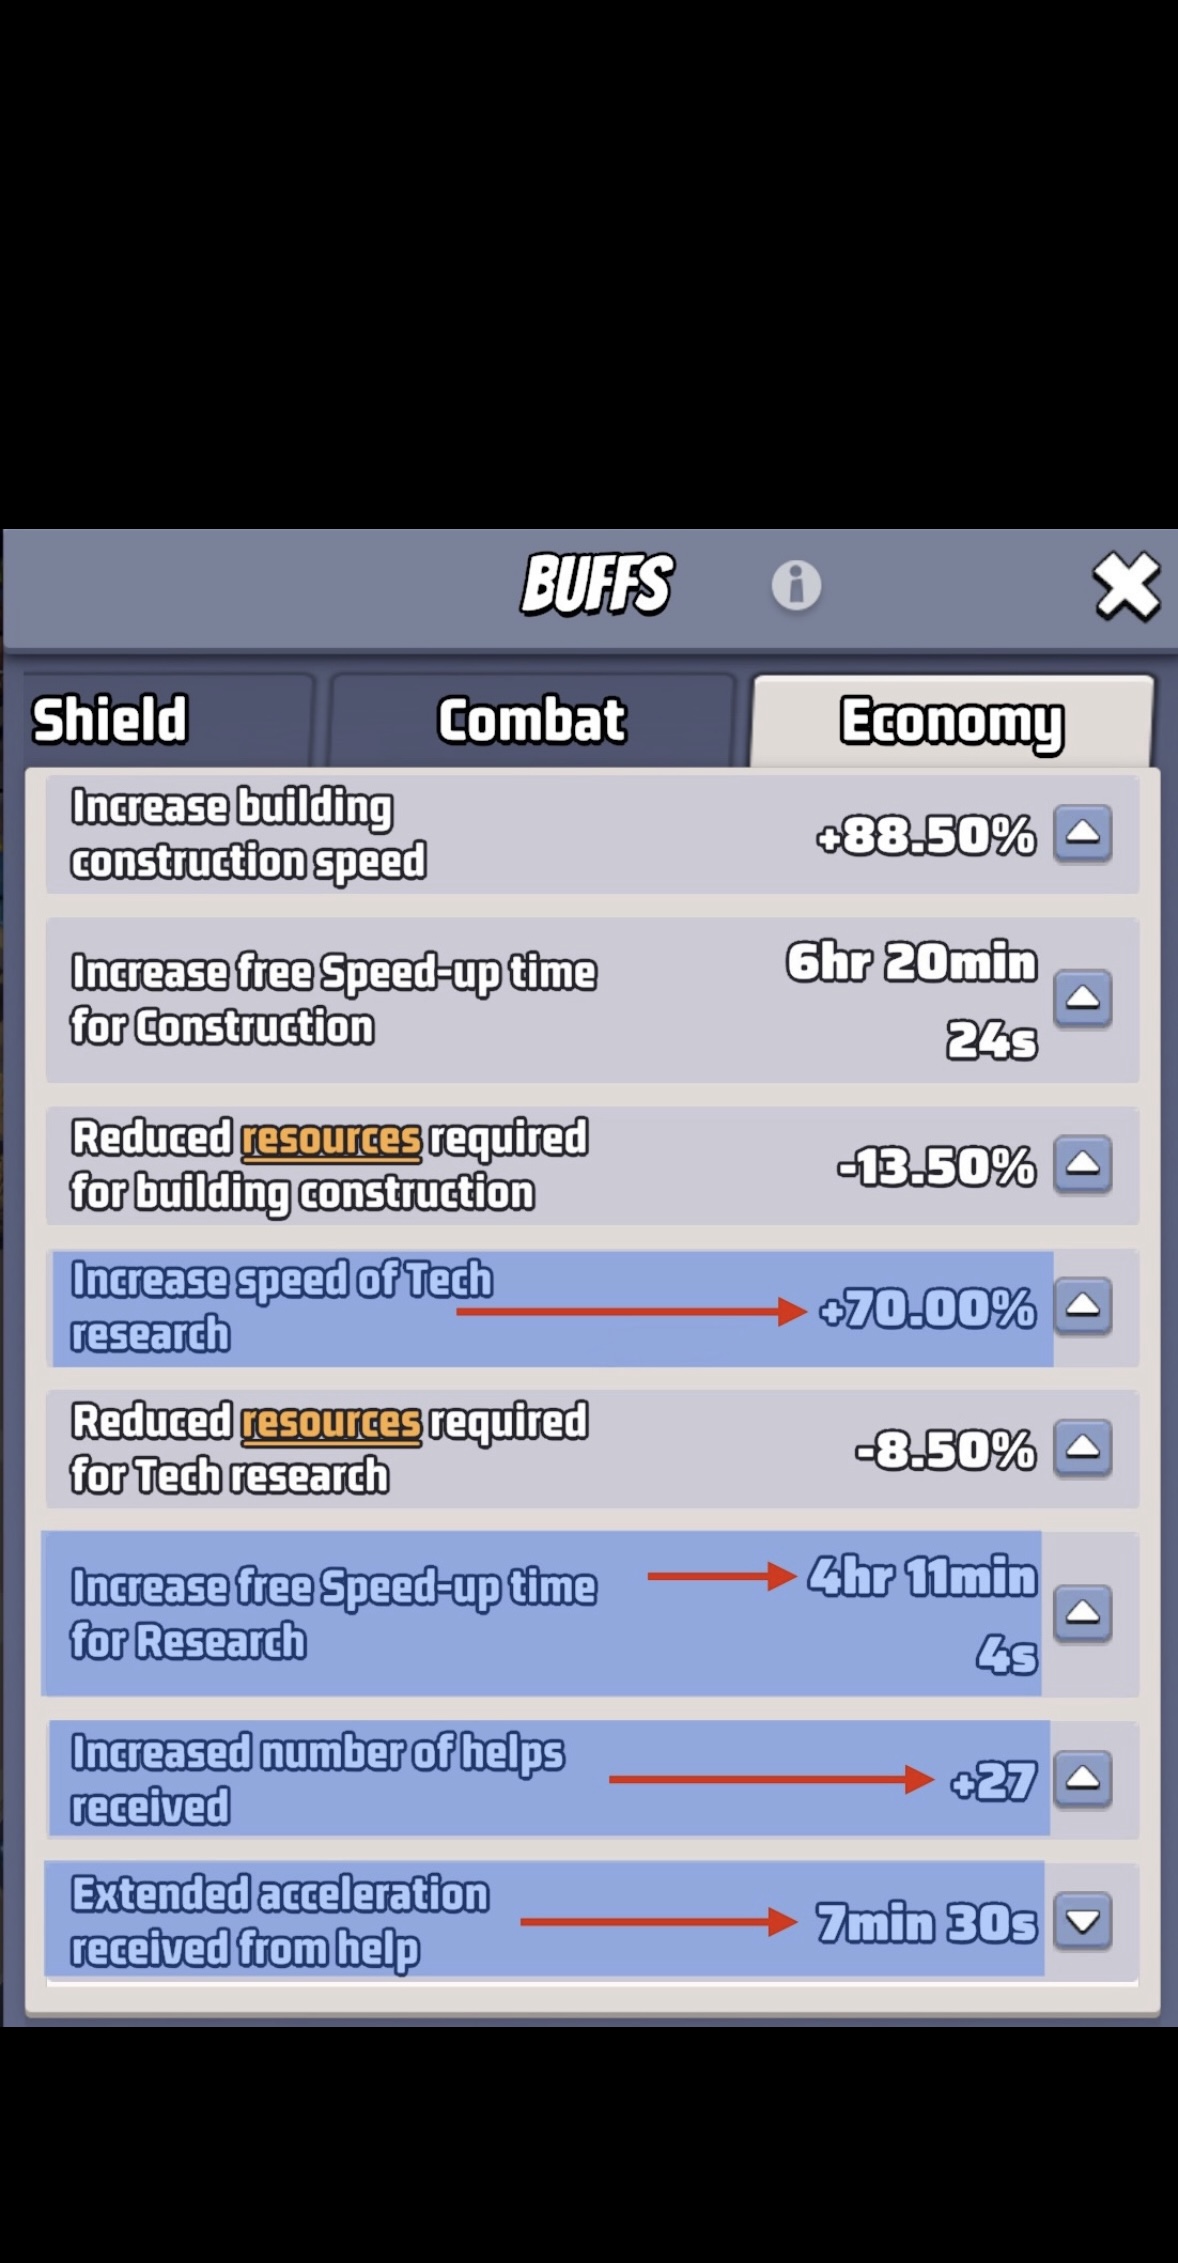 BUFFS
Shield
Combat
Economy
Increase building
construction speed
+88.50%
Increase free Speed-up time
for Construction
6hr 20min
24s
Reduced resources required
for building construction
-13.50%
Increase speed of Tech
research
+70.00%
Reduced resources required
for Tech research
-8.50%
Increase free Speed-up time
for Research
4hr 11min
4s
Increased number of helps
received
+27
Extended acceleration
received from help
7min 30s